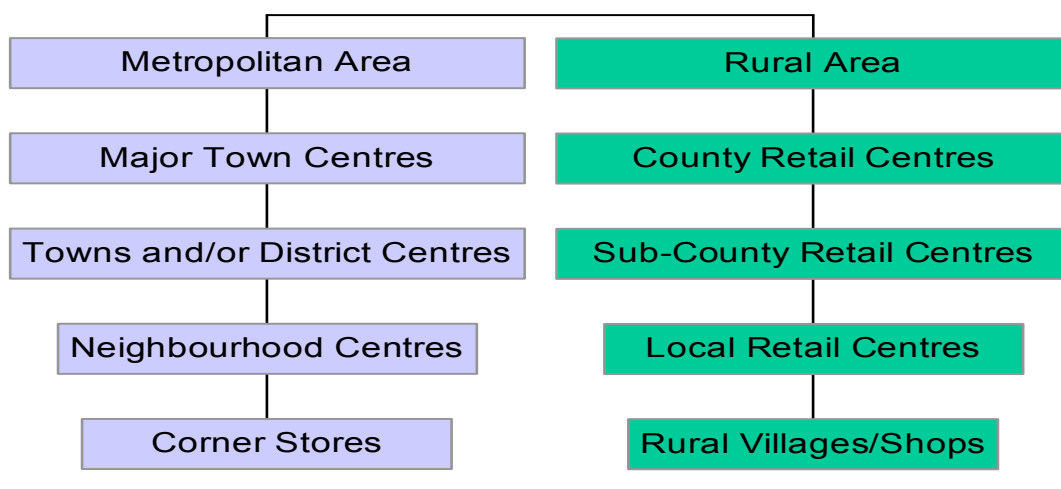 Metropolitan Area
Rural Area
Major Town Centres
County Retail Centres
Towns and/or District Centres
Sub-County Retail Centres
Neighbourhood Centres
Local Retail Centres
Corner Stores
Rural Villages/Shops